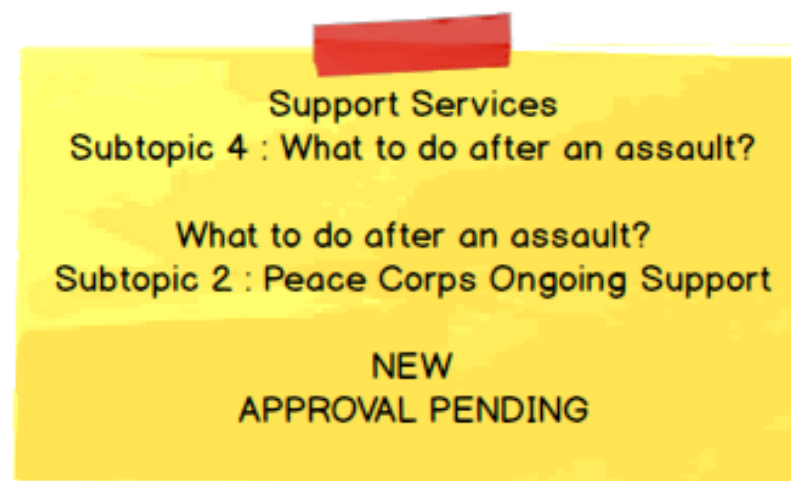 Support Services
Subtopic 4 : What to do after an assault?
What to do after an assault?
Subtopic 2 : Peace Corps Ongoing Support
NEW
APPROVAL PENDING